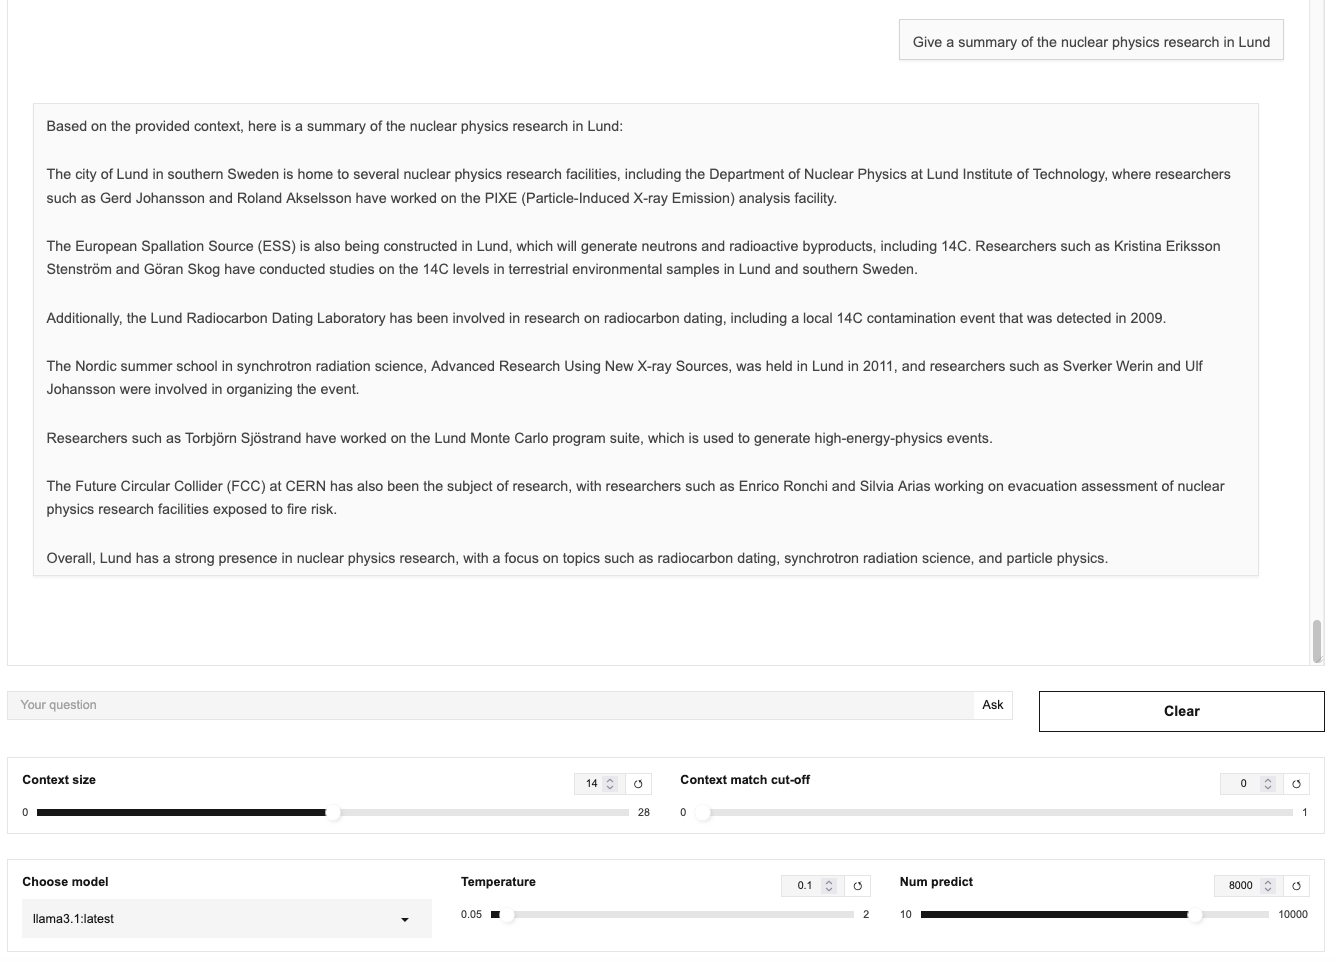 Give a summary of the nuclear physics research in Lund
Based on the provided context, here is a summary of the nuclear physics research in Lund:
The city of Lund in southern Sweden is home to several nuclear physics research facilities, including the Department of Nuclear Physics at Lund Institute of Technology, where researchers
such as Gerd Johansson and Roland Akselsson have worked on the PIXE (Particle-Induced X-ray Emission) analysis facility.
The European Spallation Source (ESS) is also being constructed in Lund, which will generate neutrons and radioactive byproducts, including 14C. Researchers such as Kristina Eriksson
Stenström and Göran Skog have conducted studies on the 14C levels in terrestrial environmental samples in Lund and southern Sweden.
Additionally, the Lund Radiocarbon Dating Laboratory has been involved in research on radiocarbon dating, including a local 14C contamination event that was detected in 2009.
The Nordic summer school in synchrotron radiation science, Advanced Research Using New X-ray Sources, was held in Lund in 2011, and researchers such as Sverker Werin and Ulf
Johansson were involved in organizing the event.
Researchers such as Torbjörn Sjöstrand have worked on the Lund Monte Carlo program suite, which is used to generate high-energy-physics events.
The Future Circular Collider (FCC) at CERN has also been the subject of research, with researchers such as Enrico Ronchi and Silvia Arias working on evacuation assessment of nuclear
physics research facilities exposed to fire risk.
Overall, Lund has a strong presence in nuclear physics research, with a focus on topics such as radiocarbon dating, synchrotron radiation science, and particle physics.
Your question
Ask
Clear
Context size
14
0
28
Context match cut-off
0
0
1
Choose model
llama3.1:latest
Temperature
0.1
0.05
2
Num predict
8000
10
10000